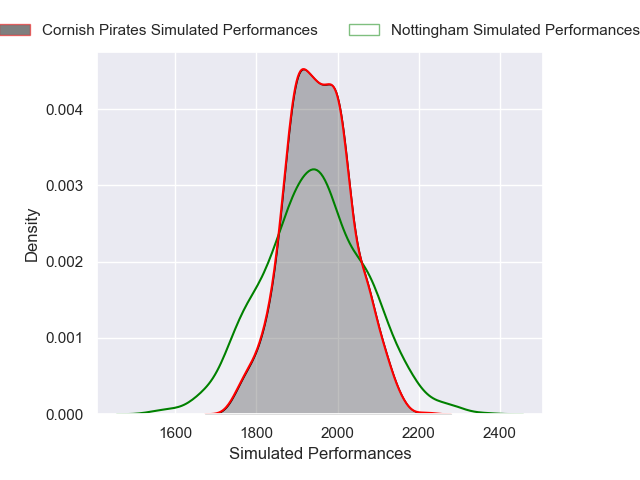 Cornish Pirates Simulated Performances Nottingham Simulated Performances
0.004
0.003
0.002
0.001
0.000
Density
1600 1800 2000 2200 2400
Simulated Performances